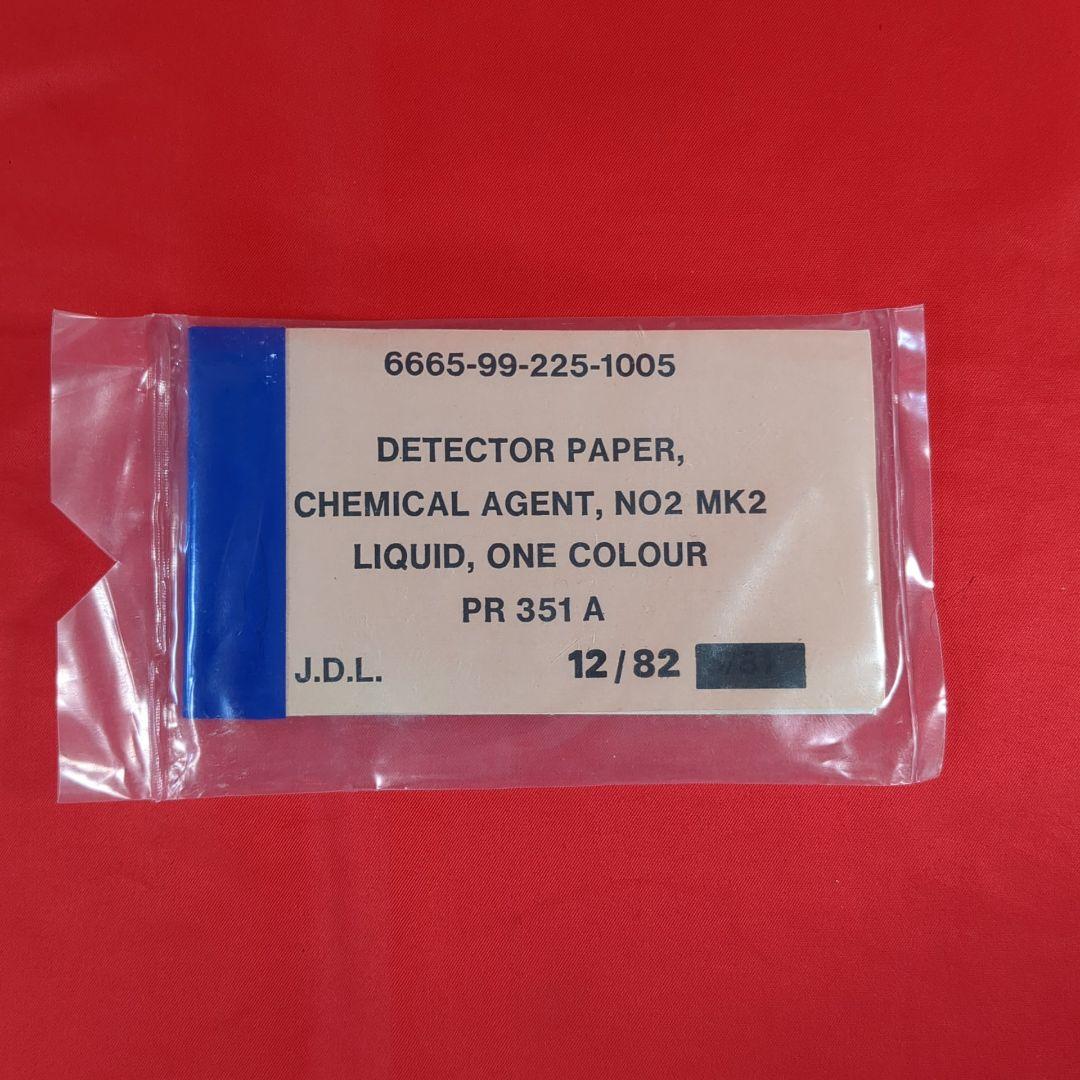 6665-99-225-1005
DETECTOR PAPER,
CHEMICAL AGENT, NO2 MK2
LIQUID, ONE COLOUR
PR 351 A
J.D.L. 12/82